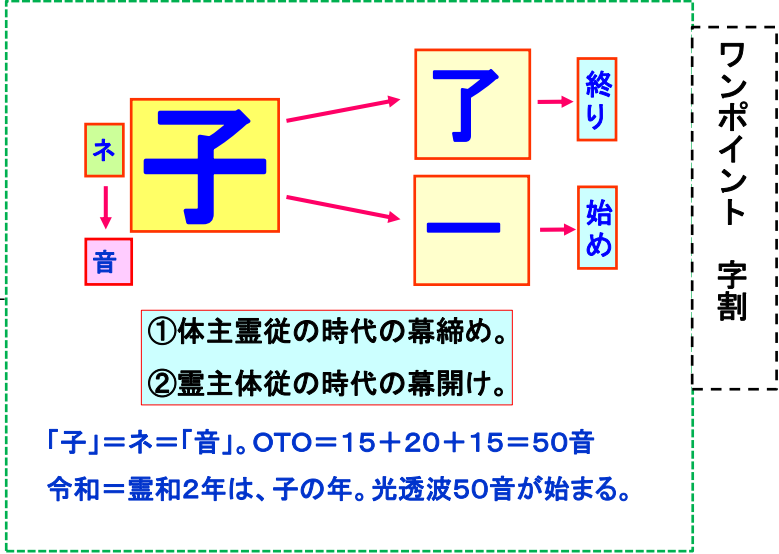 ワンポイント 字割
ネ
音
子
了
終り
一
始め
①体主霊従の時代の幕締め。
②霊主体従の時代の幕開け。
「子」＝ネ＝「音」。OTO＝15＋20＋15＝50音
令和＝霊和2年は、子の年。光透波50音が始まる。